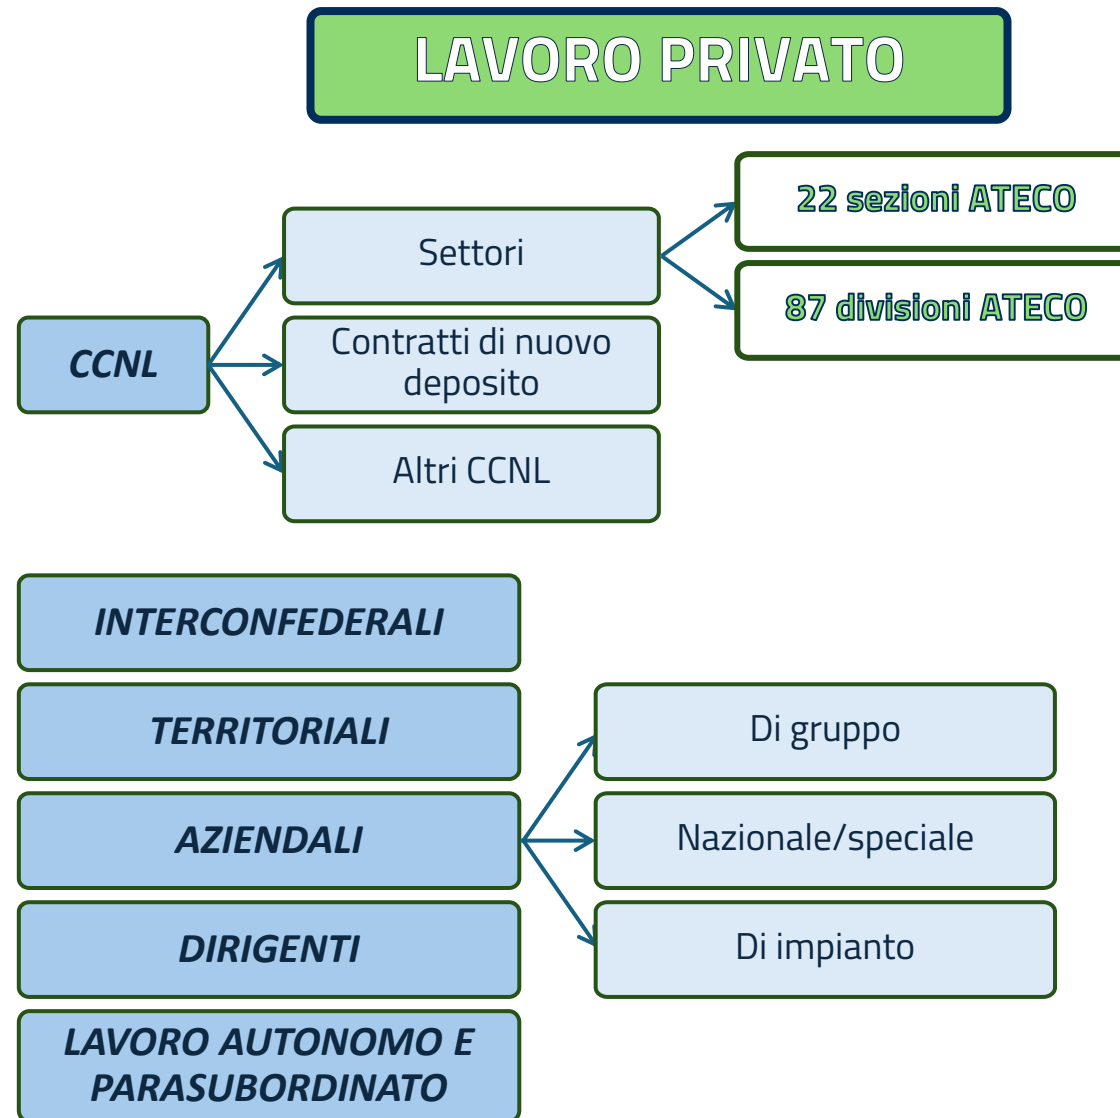 LAVORO PRIVATO
22 sezioni ATECO
Settori
87 divisioni ATECO
CCNL
Contratti di nuovo
deposito
Altri CCNL
INTERCONFEDERALI
TERRITORIALI
Di gruppo
AZIENDALI
Nazionale/speciale
DIRIGENTI
Di impianto
LAVORO AUTONOMO E
PARASUBORDINATO